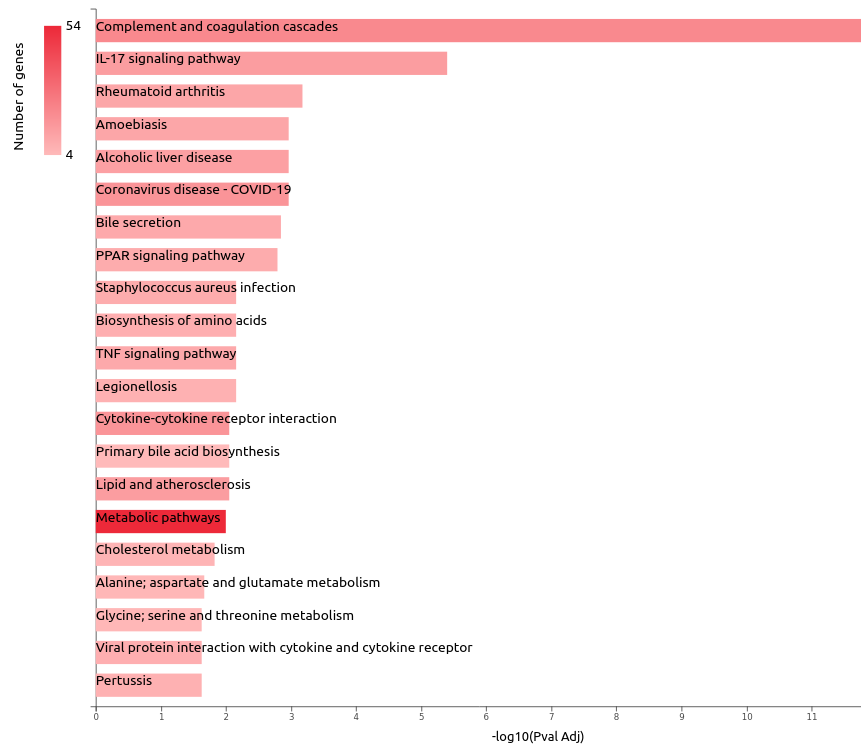 54
Number of genes
4
Complement and coagulation cascades
IL-17 signaling pathway
Rheumatoid arthritis
Amoebiasis
Alcoholic liver disease
Coronavirus disease - COVID-19
Bile secretion
PPAR signaling pathway
Staphylococcus aureus infection
Biosynthesis of amino acids
TNF signaling pathway
Legionellosis
Cytokine-cytokine receptor interaction
Primary bile acid biosynthesis
Lipid and atherosclerosis
Metabolic pathways
Cholesterol metabolism
Alanine; aspartate and glutamate metabolism
Glycine; serine and threonine metabolism
Viral protein interaction with cytokine and cytokine receptor
Pertussis
0 1 2 3 4 5 6 7 8 9 10 11
-log10(Pval Adj)